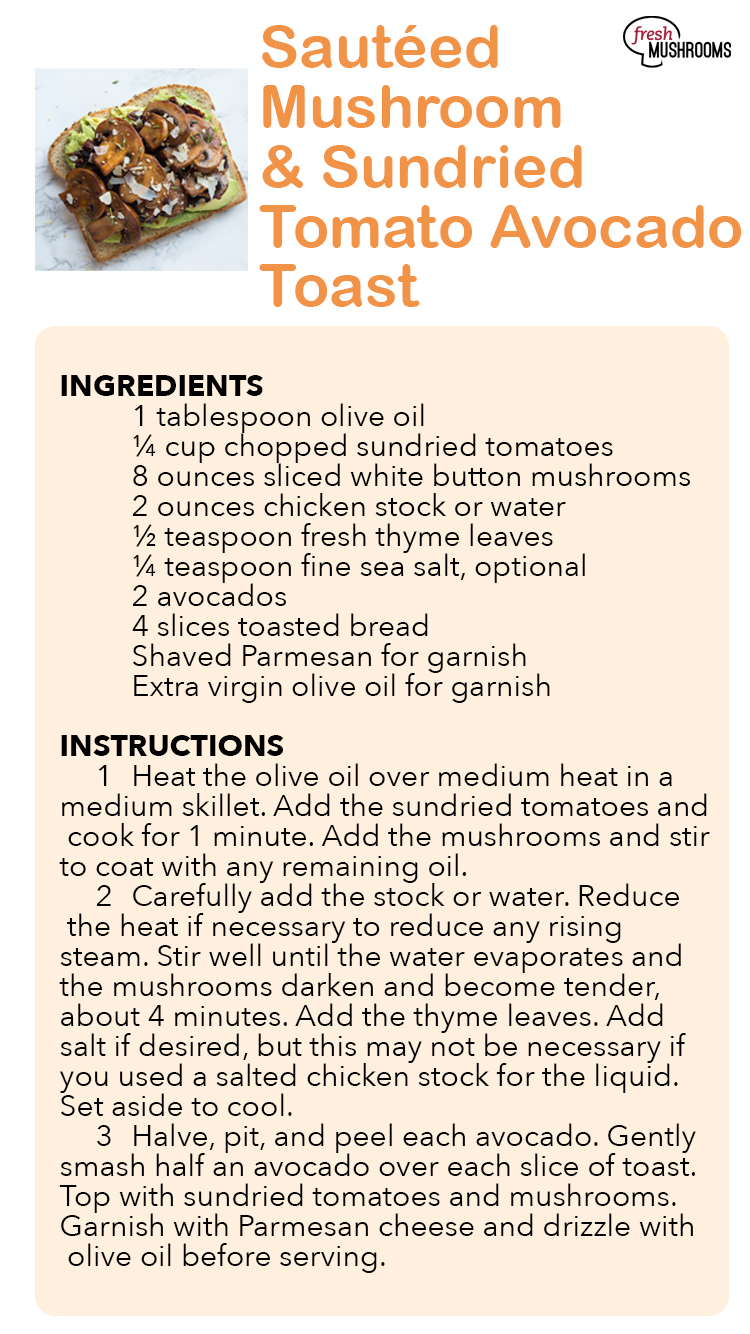 Sautéed
Mushroom
& Sundried
Tomato Avocado
Toast
fresh
MUSHROOMS
INGREDIENTS
1 tablespoon olive oil
¼ cup chopped sundried tomatoes
8 ounces sliced white button mushrooms
2 ounces chicken stock or water
½ teaspoon fresh thyme leaves
¼ teaspoon fine sea salt, optional
2 avocados
4 slices toasted bread
Shaved Parmesan for garnish
Extra virgin olive oil for garnish
INSTRUCTIONS
1 Heat the olive oil over medium heat in a
medium skillet. Add the sundried tomatoes and
cook for 1 minute. Add the mushrooms and stir
to coat with any remaining oil.
2 Carefully add the stock or water. Reduce
the heat if necessary to reduce any rising
steam. Stir well until the water evaporates and
the mushrooms darken and become tender,
about 4 minutes. Add the thyme leaves. Add
salt if desired, but this may not be necessary if
you used a salted chicken stock for the liquid.
Set aside to cool.
3 Halve, pit, and peel each avocado. Gently
smash half an avocado over each slice of toast.
Top with sundried tomatoes and mushrooms.
Garnish with Parmesan cheese and drizzle with
olive oil before serving.